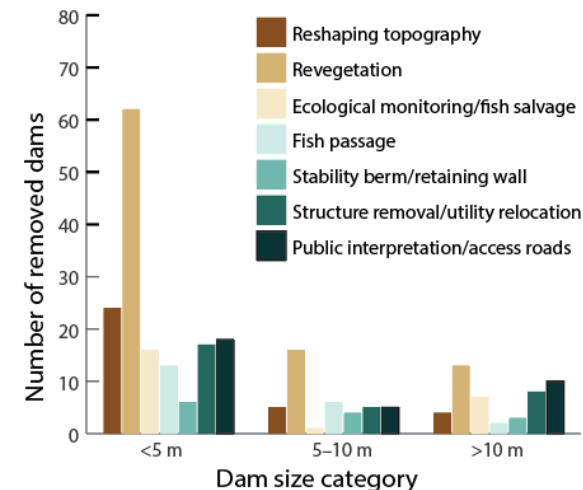 Number of removed dams
80
70
60
50
40
30
20
10
0
Reshaping topography
Revegetation
Ecological monitoring/fish salvage
Fish passage
Stability berm/retaining wall
Structure removal/utility relocation
Public interpretation/access roads
<5 m
5–10 m
>10 m
Dam size category